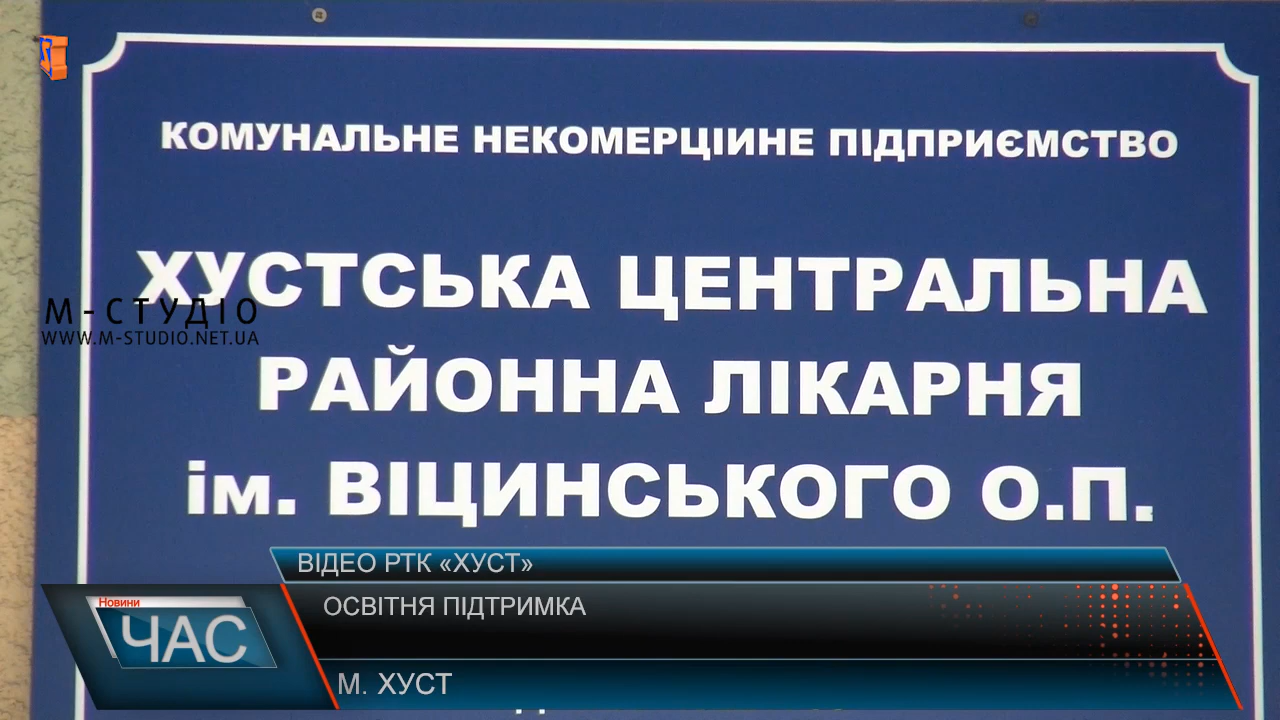 КОМУНАЛЬНЕ НЕКОМЕРЦІИНЕ ПІДПРИЄМСТВО
ХУСТСЬКА ЦЕНТРАЛЬНА
М-СТУДІО
WWW.M-STUDIO.NET.UA
РАЙОННА ЛІКАРНЯ
ім. ВІЦИНСЬКОГО О.П.
ВІДЕО РТК «ХУСТ»
Новини
ЧАС
ОСВІТНЯ ПІДТРИМКА
М. ХУСТ